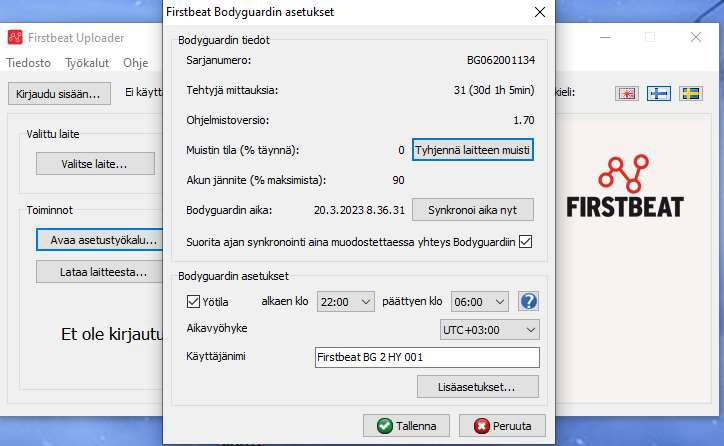 Firstbeat Bodyguardin asetukset
Firstbeat Uploader
Tiedosto Työkalut Ohje
Kirjaudu sisään...
Ei käyttä
kieli:
Valittu laite
Valitse laite...
Toiminnot
Avaa asetustyökalu...
Lataa laitteesta...
Et ole kirjautu
Bodyguardin tiedot
Sarjanumero: BG062001134
Tehtyjä mittauksia: 31 (30d 1h 5min)
Ohjelmistoversio: 1.70
Muistin tila (% täynnä): 0 Tyhjennä laitteen muisti
Akun jännite (% maksimista): 90
Bodyguardin aika: 20.3.2023 8.36.31 Synkronoi aika nyt
Suorita ajan synkronointi aina muodostettaessa yhteys Bodyguardiin
Bodyguardin asetukset
Yötila alkaen klo 22:00 päättyen klo 06:00
Aikavyöhyke UTC+03:00
Käyttäjänimi Firstbeat BG 2 HY 001
Lisäasetukset...
Tallenna Peruuta
FIRSTBEAT